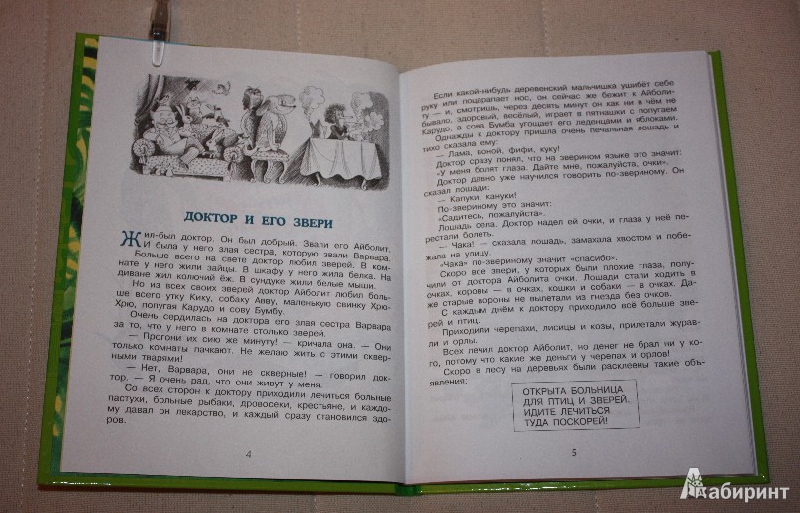 ДОКТОР И ЕГО ЗВЕРИ
Жил-был доктор. Он был добрый. Звали его Айболит.
И была у него злая сестра, которую звали Варвара.
Больше всего на свете доктор любил зверей. В ком-
нате у него жили зайцы. В шкафу у него жила белка. На
диване жил колючий ёж. В сундуке жили белые мыши.
Но из всех своих зверей доктор Айболит любил боль-
ше всего утку Кику, собаку Авву, маленькую свинку Хрю-
Хрю, попугая Карудо и сову Бумбу.
Очень сердилась на доктора его злая сестра Варвара
за то, что у него в комнате столько зверей.
— Прогони их сию же минуту! — кричала она. — Они
только комнаты пачкают. Не желаю жить с этими сквер-
ными тварями!
— Нет, Варвара, они не скверные! — говорил док-
тор. — Я очень рад, что они живут у меня.
Со всех сторон к доктору приходили лечиться больные
пастухи, больные рыбаки, дровосеки, крестьяне, и каждо-
му давал он лекарство, и каждый сразу становился здо-
ров.
4
Если какой-нибудь деревенский мальчишка ушибёт себе
руку или поцарапает нос, он сейчас же бежит к Айболи-
ту — и, смотришь, через десять минут он как ни в чём не
бывало, здоровый, весёлый, играет в пятнашки с попугаем
Карудо, а сова Бумба угощает его леденцами и яблоками.
Однажды к доктору пришла очень печальная лошадь и
тихо сказала ему:
— Лама, воной, фифи, куку!
Доктор сразу понял, что на зверином языке это значит:
«У меня болят глаза. Дайте мне, пожалуйста, очки».
Доктор давно уже научился говорить по-звериному. Он
сказал лошади:
— Капуки кануки!
По-звериному это значит:
«Садитесь, пожалуйста».
Лошадь села. Доктор надел ей очки, и глаза у неё пе-
рестали болеть.
— Чака! — сказала лошадь, замахала хвостом и побе-
жала на улицу.
«Чака» по-звериному значит «спасибо».
Скоро все звери, у которых были плохие глаза, полу-
чили от доктора Айболита очки. Лошади стали ходить в
очках, коровы — в очках, кошки и собаки — в очках. Да-
же старые вороны не вылетали из гнезда без очков.
С каждым днём к доктору приходило всё больше зве-
рей и птиц.
Приходили черепахи, лисицы и козы, прилетали журав-
ли и орлы.
Всех лечил доктор Айболит, но денег не брал ни у ко-
го, потому что какие же деньги у черепах и орлов!
Скоро в лесу на деревьях были расклеены такие объ-
явления:
ОТКРЫТА БОЛЬНИЦА
ДЛЯ ПТИЦ И ЗВЕРЕЙ.
ИДИТЕ ЛЕЧИТЬСЯ
ТУДА ПОСКОРЕЙ!
5
Лабиринт